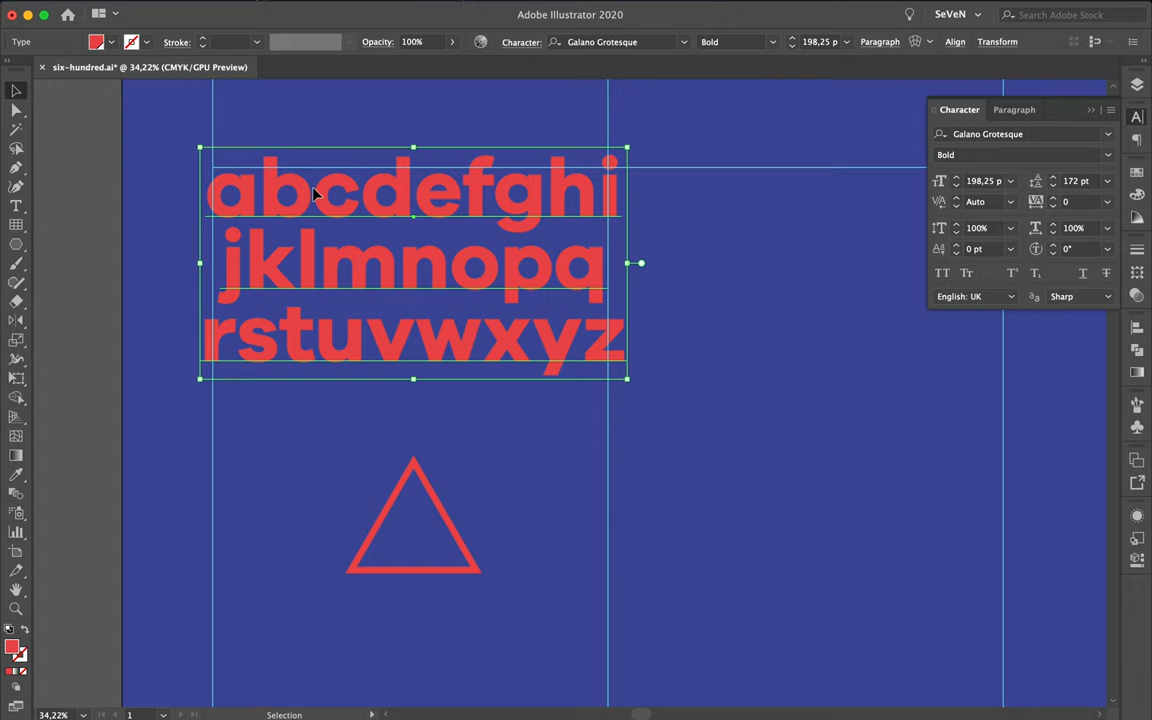 Adobe Illustrator 2020
SeVeN
Search Adobe Stock
Type
Stroke:
Opacity: 100%
Character: Galano Grotesque
Bold
198,25 p
Paragraph
Align
Transform
× six-hundred.ai* @ 34,22% (CMYK/GPU Preview)
abcdefghi
jklmnopq
rstuvwxyz
Character
Paragraph
Galano Grotesque
Bold
198,25 p
172 pt
Auto
0
100%
100%
0 pt
0°
English: UK
Sharp
34,22%
1
Selection